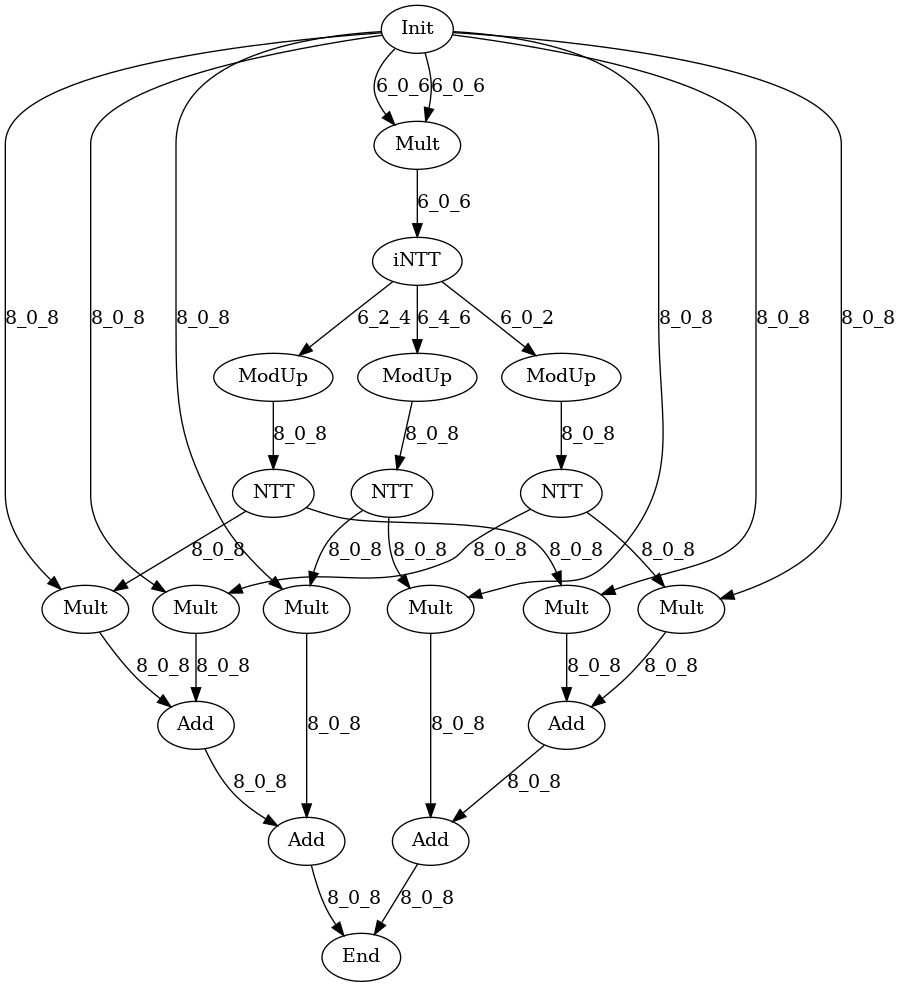 Init
6_0_6 6_0_6
Mult
6_0_6
iNTT
8_0_8 8_0_8 8_0_8 6_2_4 6_4_6 6_0_2 8_0_8 8_0_8 8_0_8
ModUp ModUp ModUp
8_0_8 8_0_8 8_0_8
NTT NTT NTT
8_0_8 8_0_8 8_0_8 8_0_8 8_0_8 8_0_8
Mult Mult Mult Mult Mult Mult
8_0_8 8_0_8 8_0_8 8_0_8
Add Add
8_0_8 8_0_8
8_0_8 8_0_8
Add Add
8_0_8 8_0_8
End